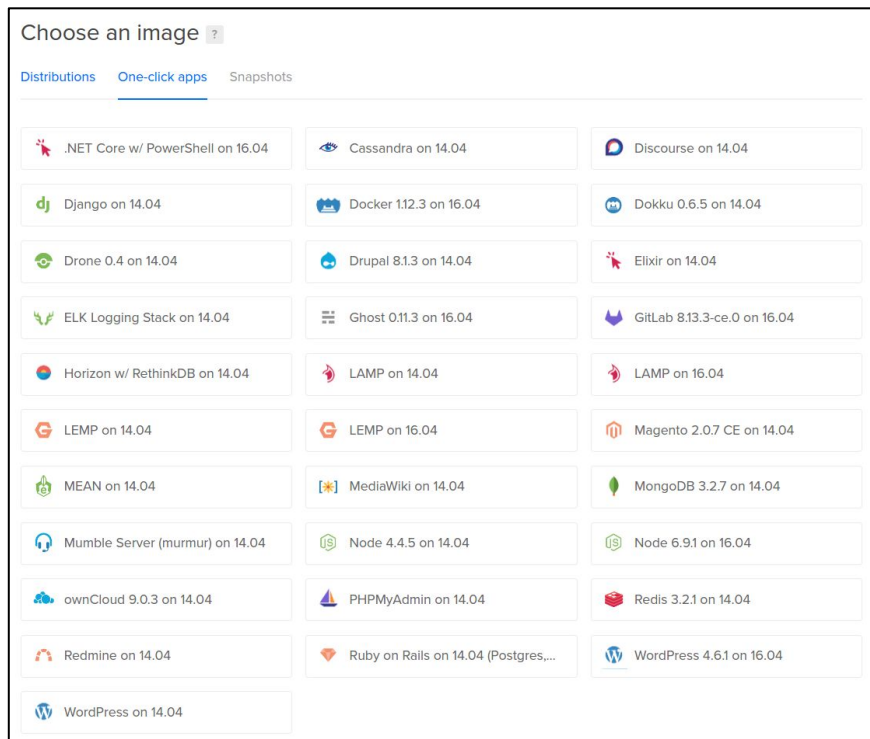 Choose an image ?
Distributions One-click apps Snapshots
.NET Core w/ PowerShell on 16.04 Cassandra on 14.04 Discourse on 14.04
Django on 14.04 Docker 1.12.3 on 16.04 Dokku 0.6.5 on 14.04
Drone 0.4 on 14.04 Drupal 8.1.3 on 14.04 Elixir on 14.04
ELK Logging Stack on 14.04 Ghost 0.11.3 on 16.04 GitLab 8.13.3-ce.0 on 16.04
Horizon w/ RethinkDB on 14.04 LAMP on 14.04 LAMP on 16.04
LEMP on 14.04 LEMP on 16.04 Magento 2.0.7 CE on 14.04
MEAN on 14.04 MediaWiki on 14.04 MongoDB 3.2.7 on 14.04
Mumble Server (murmur) on 14.04 Node 4.4.5 on 14.04 Node 6.9.1 on 16.04
ownCloud 9.0.3 on 14.04 PHPMyAdmin on 14.04 Redis 3.2.1 on 14.04
Redmine on 14.04 Ruby on Rails on 14.04 (Postgres,... WordPress 4.6.1 on 16.04
WordPress on 14.04